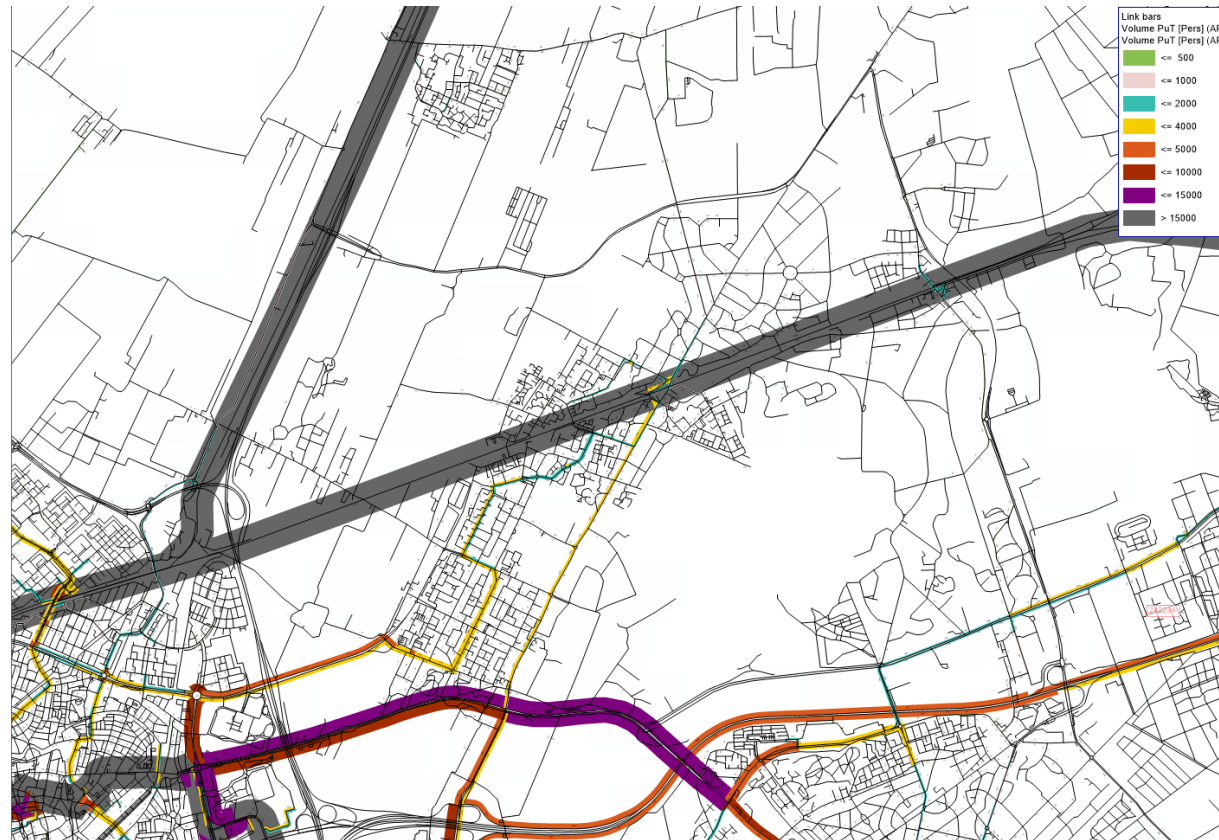 Link bars
Volume PuT [Pers] (AP
Volume PuT [Pers] (AP
<= 500
<= 1000
<= 2000
<= 4000
<= 5000
<= 10000
<= 15000
> 15000